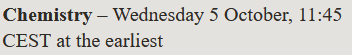 Chemistry – Wednesday 5 October, 11:45
CEST at the earliest